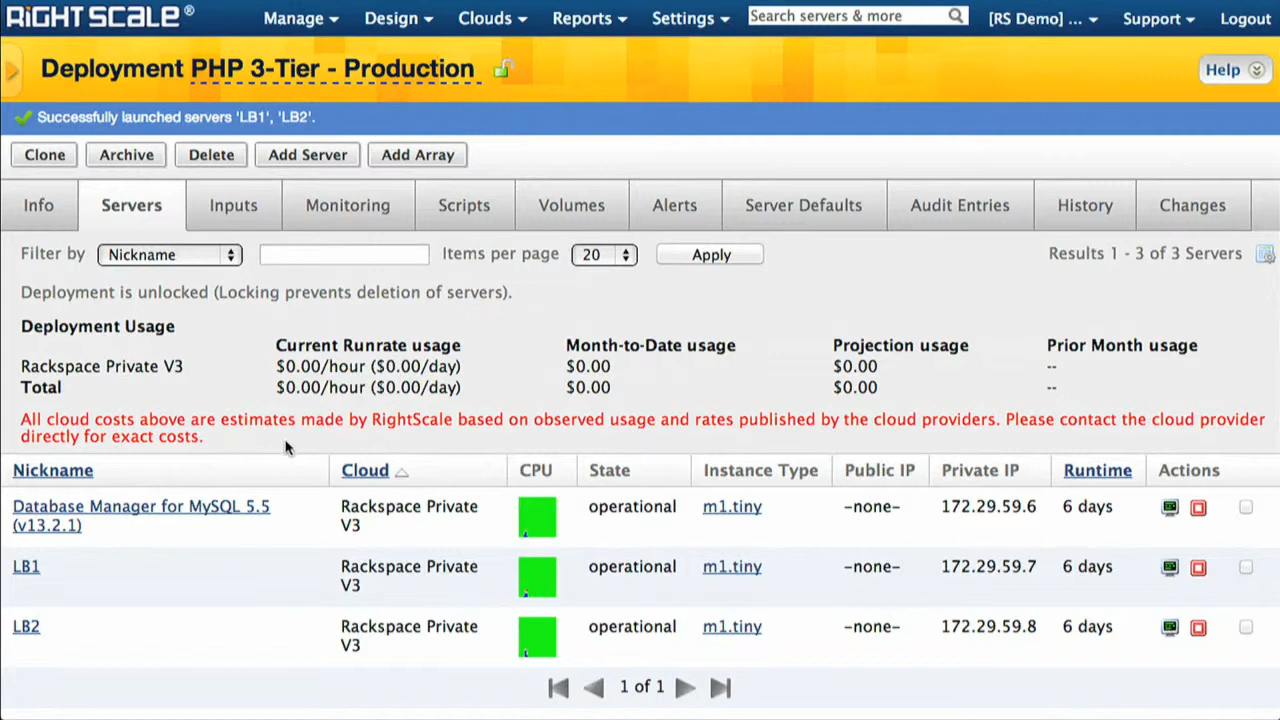 RIGHTSCALE® Manage Design Clouds Reports Settings Search servers & more [RS Demo] ... Support Logout
Deployment PHP 3-Tier - Production Help
Successfully launched servers 'LB1', 'LB2'.
Clone Archive Delete Add Server Add Array
Info Servers Inputs Monitoring Scripts Volumes Alerts Server Defaults Audit Entries History Changes
Filter by Nickname Items per page 20 Apply Results 1 - 3 of 3 Servers
Deployment is unlocked (Locking prevents deletion of servers).
Deployment Usage
Current Runrate usage Month-to-Date usage Projection usage Prior Month usage
Rackspace Private V3 $0.00/hour ($0.00/day) $0.00 $0.00 --
Total $0.00/hour ($0.00/day) $0.00 $0.00 --
All cloud costs above are estimates made by RightScale based on observed usage and rates published by the cloud providers. Please contact the cloud provider
directly for exact costs.
Nickname Cloud CPU State Instance Type Public IP Private IP Runtime Actions
Database Manager for MySQL 5.5 Rackspace Private operational m1.tiny -none- 172.29.59.6 6 days
(v13.2.1) V3
LB1 Rackspace Private operational m1.tiny -none- 172.29.59.7 6 days
V3
LB2 Rackspace Private operational m1.tiny -none- 172.29.59.8 6 days
V3
1 of 1